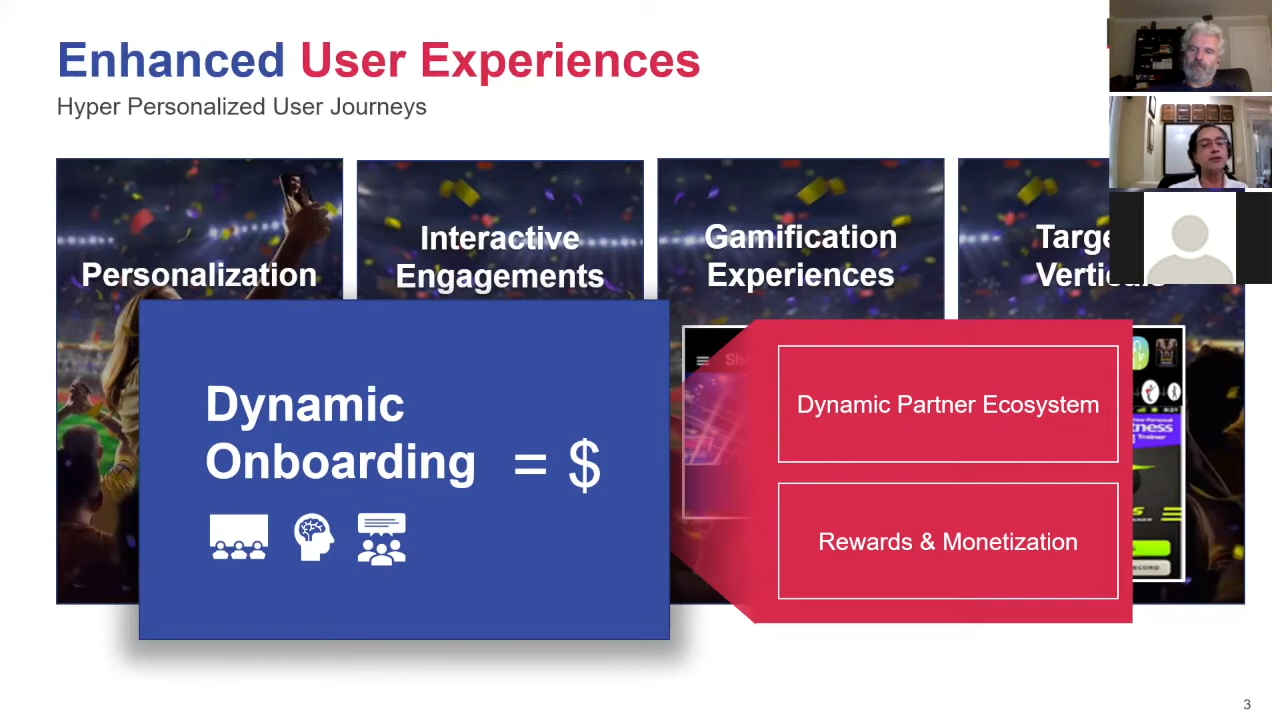 Enhanced User Experiences
Hyper Personalized User Journeys
Personalization
Interactive
Engagements
Gamification
Experiences
Dynamic
Onboarding = $
Dynamic Partner Ecosystem
Rewards & Monetization
3